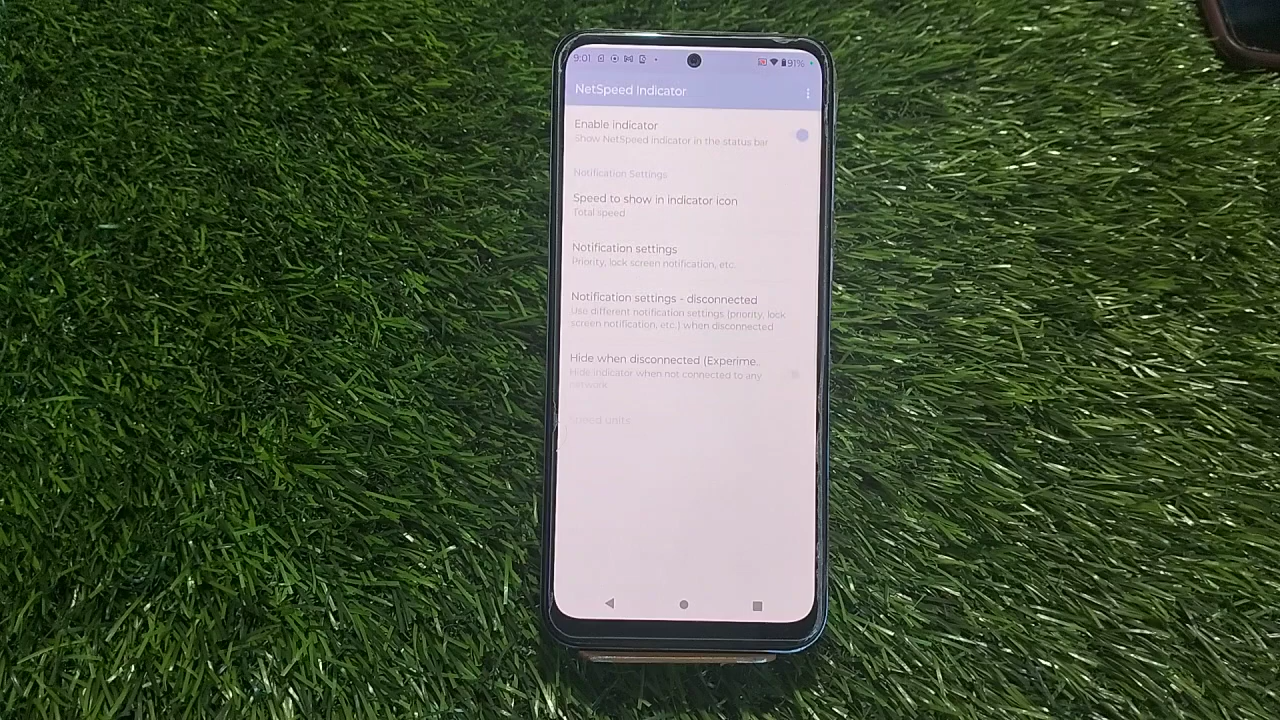 9:01
91%
NetSpeed Indicator
Enable indicator
Show NetSpeed indicator in the status bar
Notification Settings
Speed to show in indicator icon
Total speed
Notification settings
Priority, lock screen notification, etc.
Notification settings - disconnected
Use different notification settings (priority, lock
screen notification, etc.) when disconnected
Hide when disconnected (Experime..
Hide indicator when not connected to any
network
Speed units